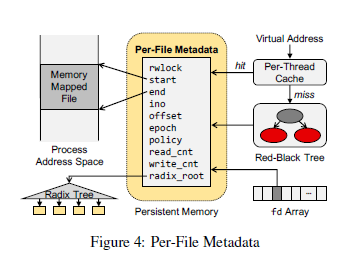 Per-File Metadata
Virtual Address
rwlock
start
end
ino
offset
epoch
policy
read_cnt
write_cnt
radix_root
Memory
Mapped
File
hit
Per-Thread
Cache
miss
Process
Address Space
Red-Black Tree
Radix Tree
...
Persistent Memory
fd Array
Figure 4: Per-File Metadata